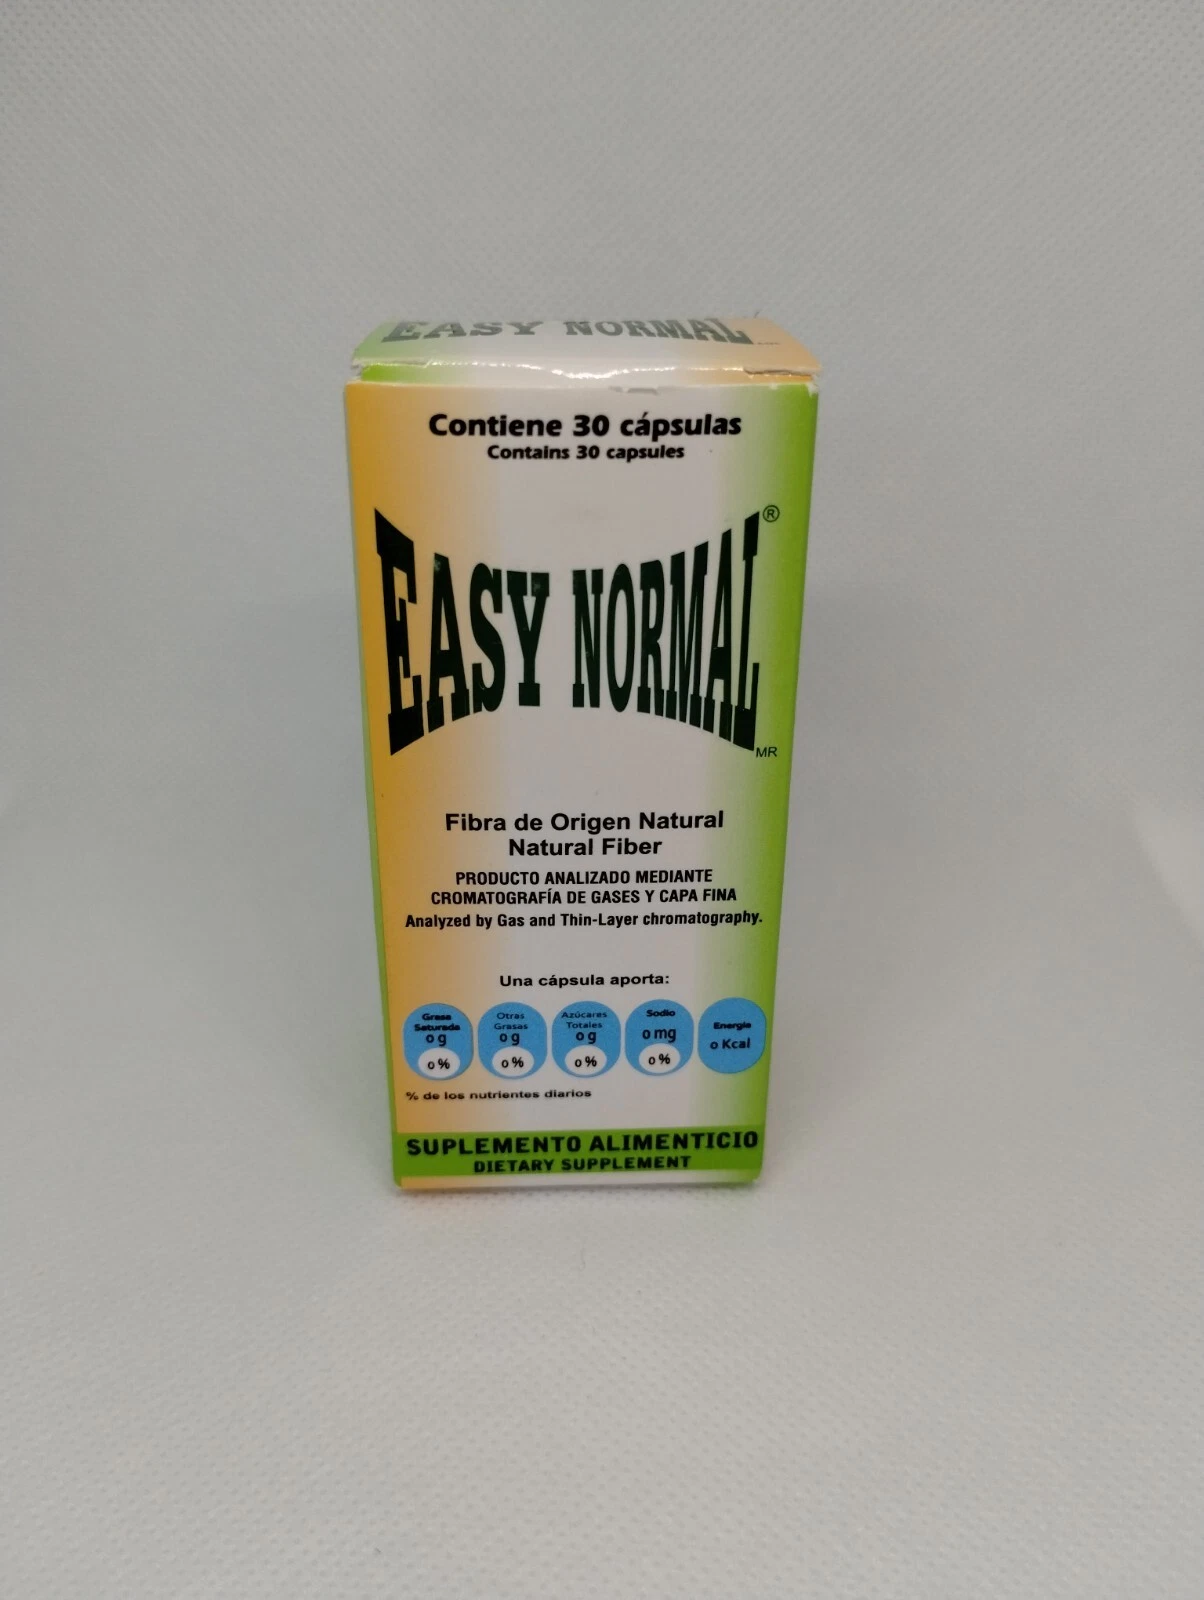 EASY NORMAL
Contiene 30 cápsulas
Contains 30 capsules
EASY NORMAL®
MR
Fibra de Origen Natural
Natural Fiber
PRODUCTO ANALIZADO MEDIANTE
CROMATOGRAFÍA DE GASES Y CAPA FINA
Analyzed by Gas and Thin-Layer chromatography.
Una cápsula aporta:
Grasa Saturada 0 g 0 %
Otras Grasas 0 g 0 %
Azúcares Totales 0 g 0 %
Sodio 0 mg 0 %
Energía 0 Kcal
% de los nutrientes diarios
SUPLEMENTO ALIMENTICIO
DIETARY SUPPLEMENT